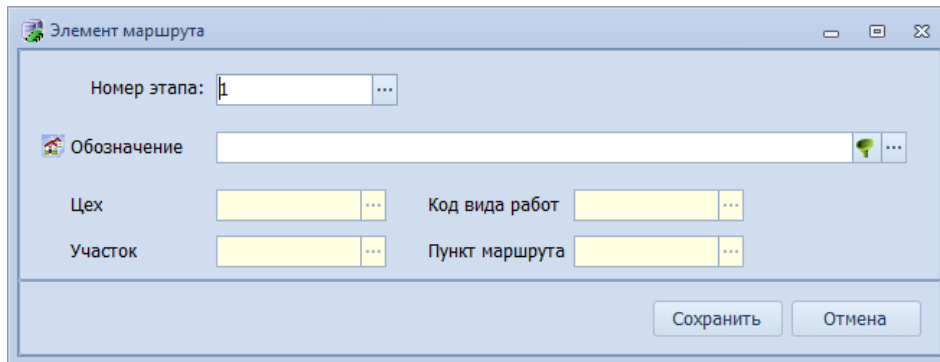 Элемент маршрута
Номер этапа: 1 ...
Обозначение ...
Цех ... Код вида работ ...
Участок ... Пункт маршрута ...
Сохранить Отмена